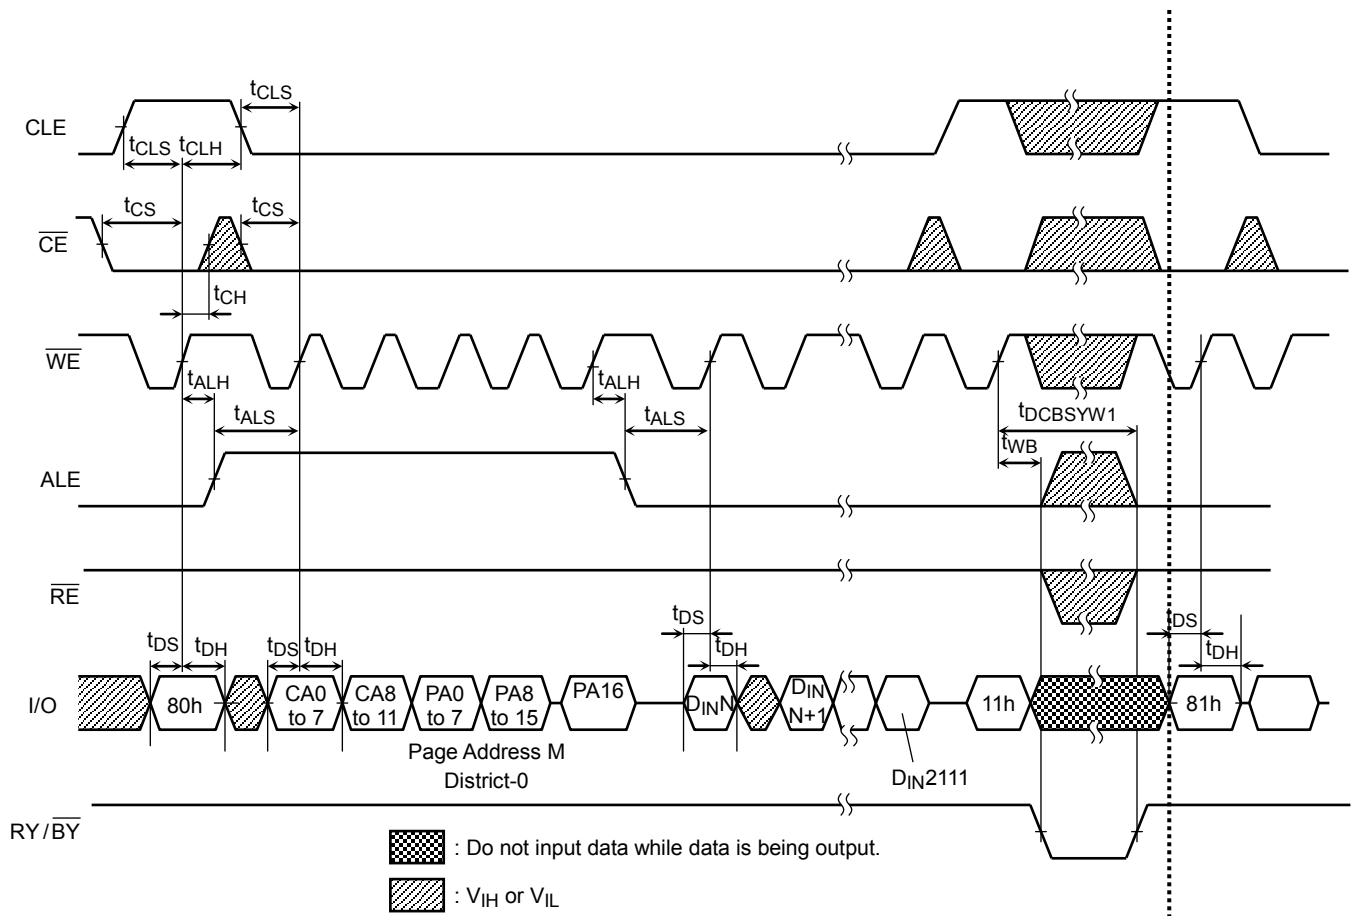 tCLS
CLE
tCLS tCLH
tCS tCS
CE
tCH
WE
tALH tALH
tALS tALS tDCBSYW1
tWB
ALE
RE
tDS tDS
tDS tDH tDS tDH tDH tDH
I/O 80h CA0 to 7 CA8 to 11 PA0 to 7 PA8 to 15 PA16 DINN DIN N+1 11h 81h
Page Address M
District-0
DIN2111
RY/BY
: Do not input data while data is being output.
: VIH or VIL